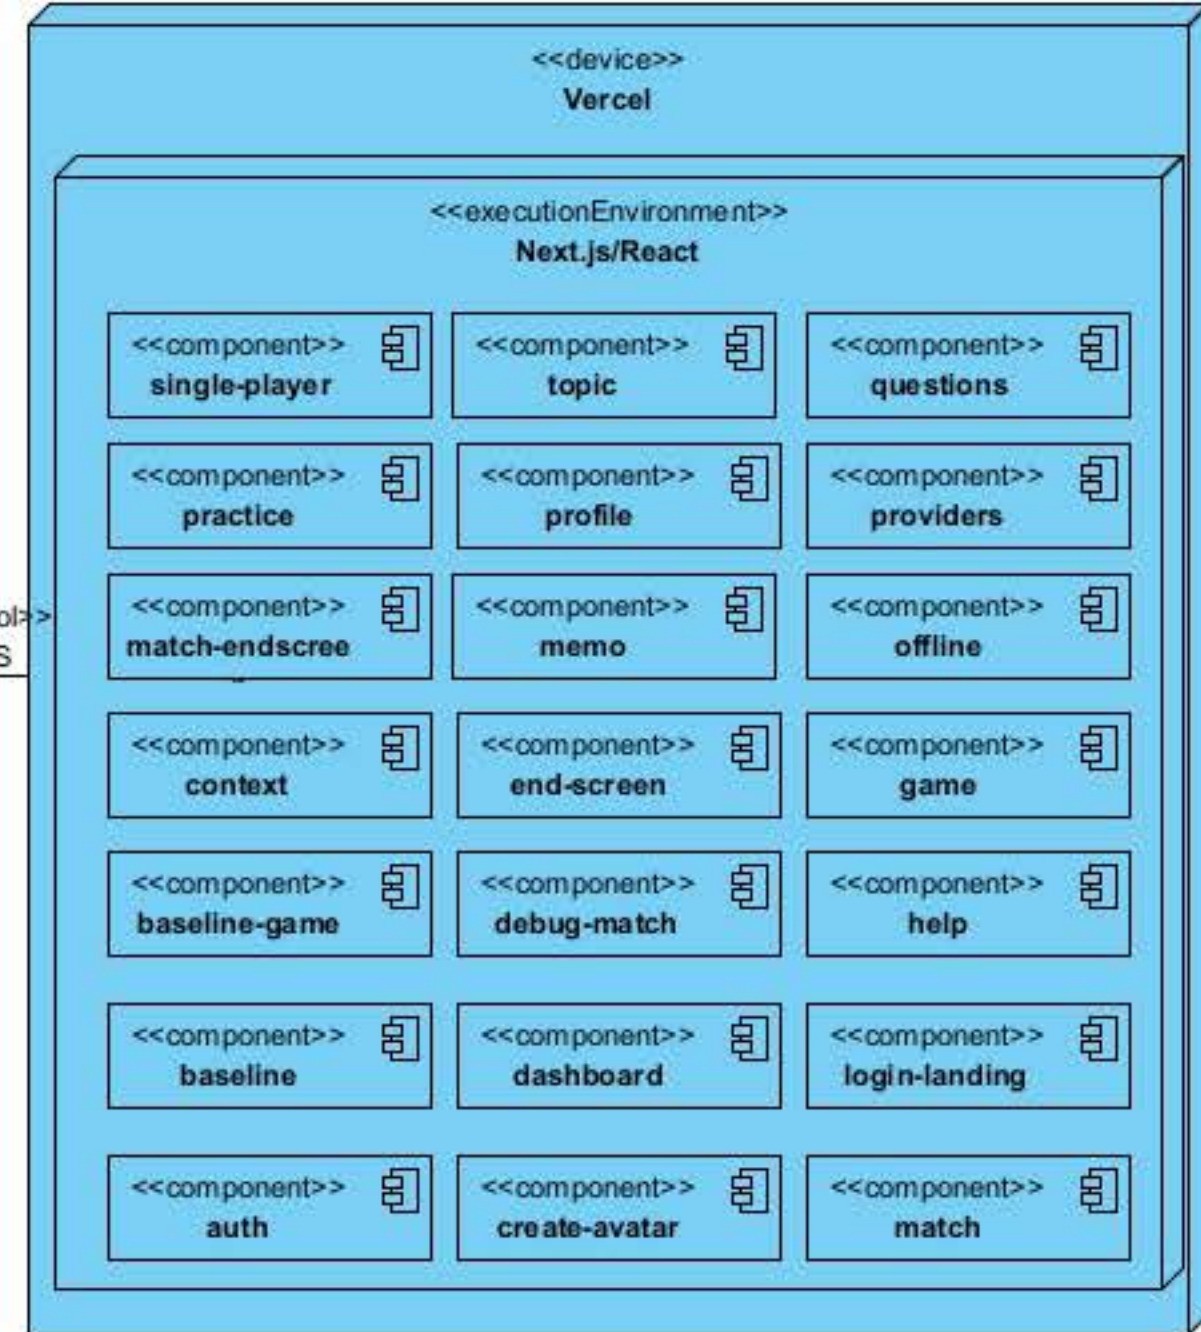 <<device>>
Vercel
<<executionEnvironment>>
Next.js/React
<<component>>
single-player
<<component>>
topic
<<component>>
questions
<<component>>
practice
<<component>>
profile
<<component>>
providers
ol>>
S
<<component>>
match-endscree
<<component>>
memo
<<component>>
offline
<<component>>
context
<<component>>
end-screen
<<component>>
game
<<component>>
baseline-game
<<component>>
debug-match
<<component>>
help
<<component>>
baseline
<<component>>
dashboard
<<component>>
login-landing
<<component>>
auth
<<component>>
create-avatar
<<component>>
match